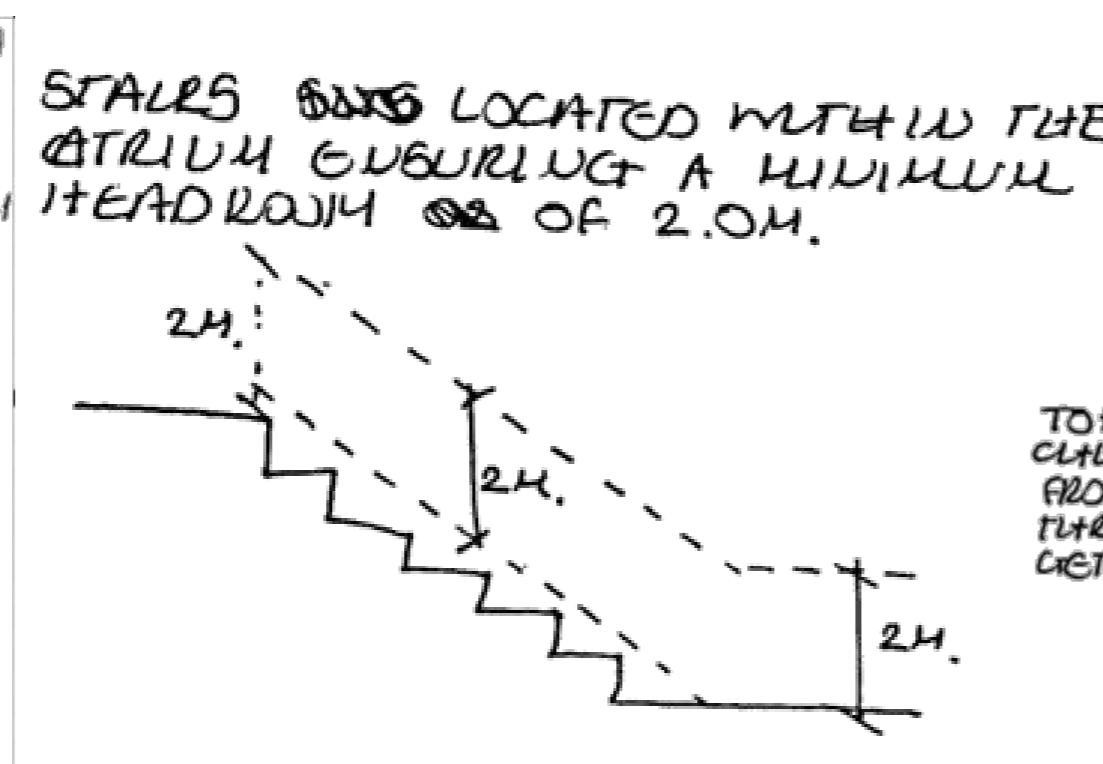 STAIRS LOCATED WITHIN THE
ATRIUM ENSURING A MINIMUM
HEADROOM OF 2.0M.
2M.
2M.
2M.